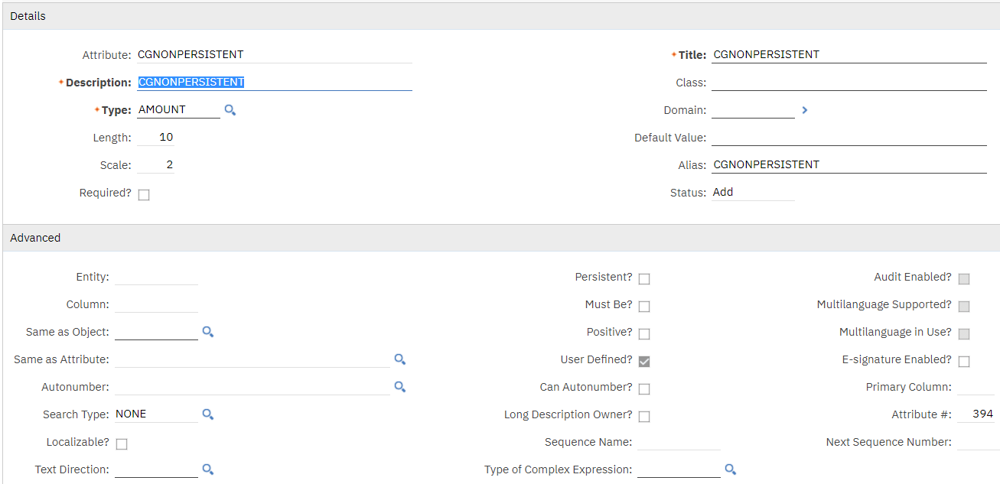 Details
Attribute: CGNONPERSISTENT
*Title: CGNONPERSISTENT
*Description: CGNONPERSISTENT
Class:
*Type: AMOUNT
Domain:
Length: 10
Default Value:
Scale: 2
Alias: CGNONPERSISTENT
Required?
Status: Add
Advanced
Entity:
Persistent?
Audit Enabled?
Column:
Must Be?
Multilanguage Supported?
Same as Object:
Positive?
Multilanguage in Use?
Same as Attribute:
User Defined?
E-signature Enabled?
Autonumber:
Can Autonumber?
Primary Column:
Search Type: NONE
Long Description Owner?
Attribute #: 394
Localizable?
Sequence Name:
Next Sequence Number:
Text Direction:
Type of Complex Expression: